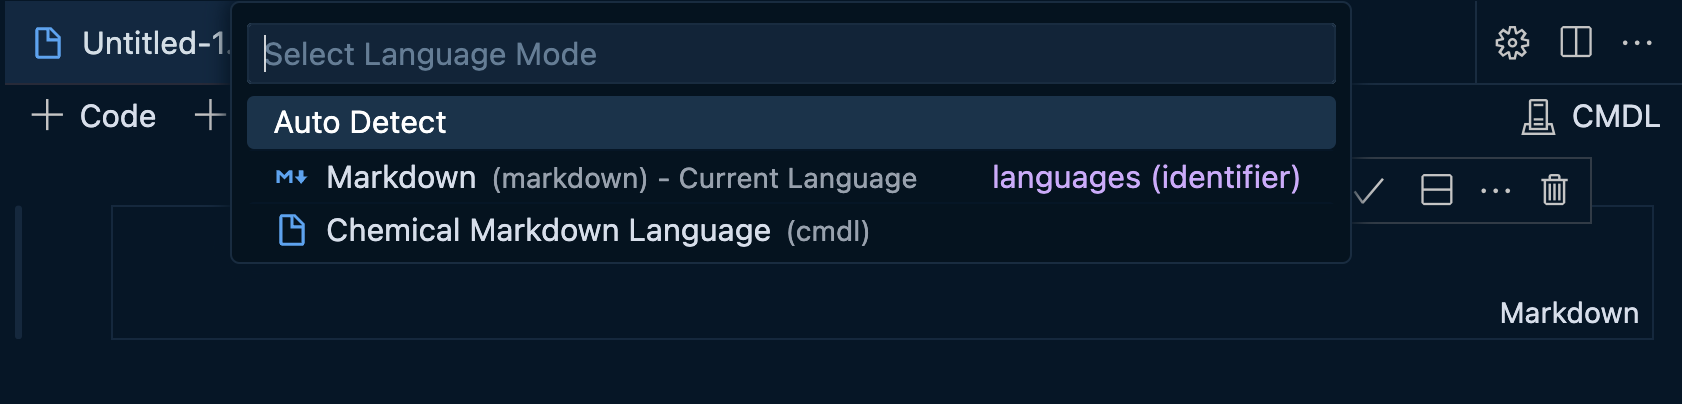 Untitled-1.
Select Language Mode
Code
Auto Detect
CMDL
Markdown (markdown) - Current Language languages (identifier)
Chemical Markdown Language (cmdl)
Markdown